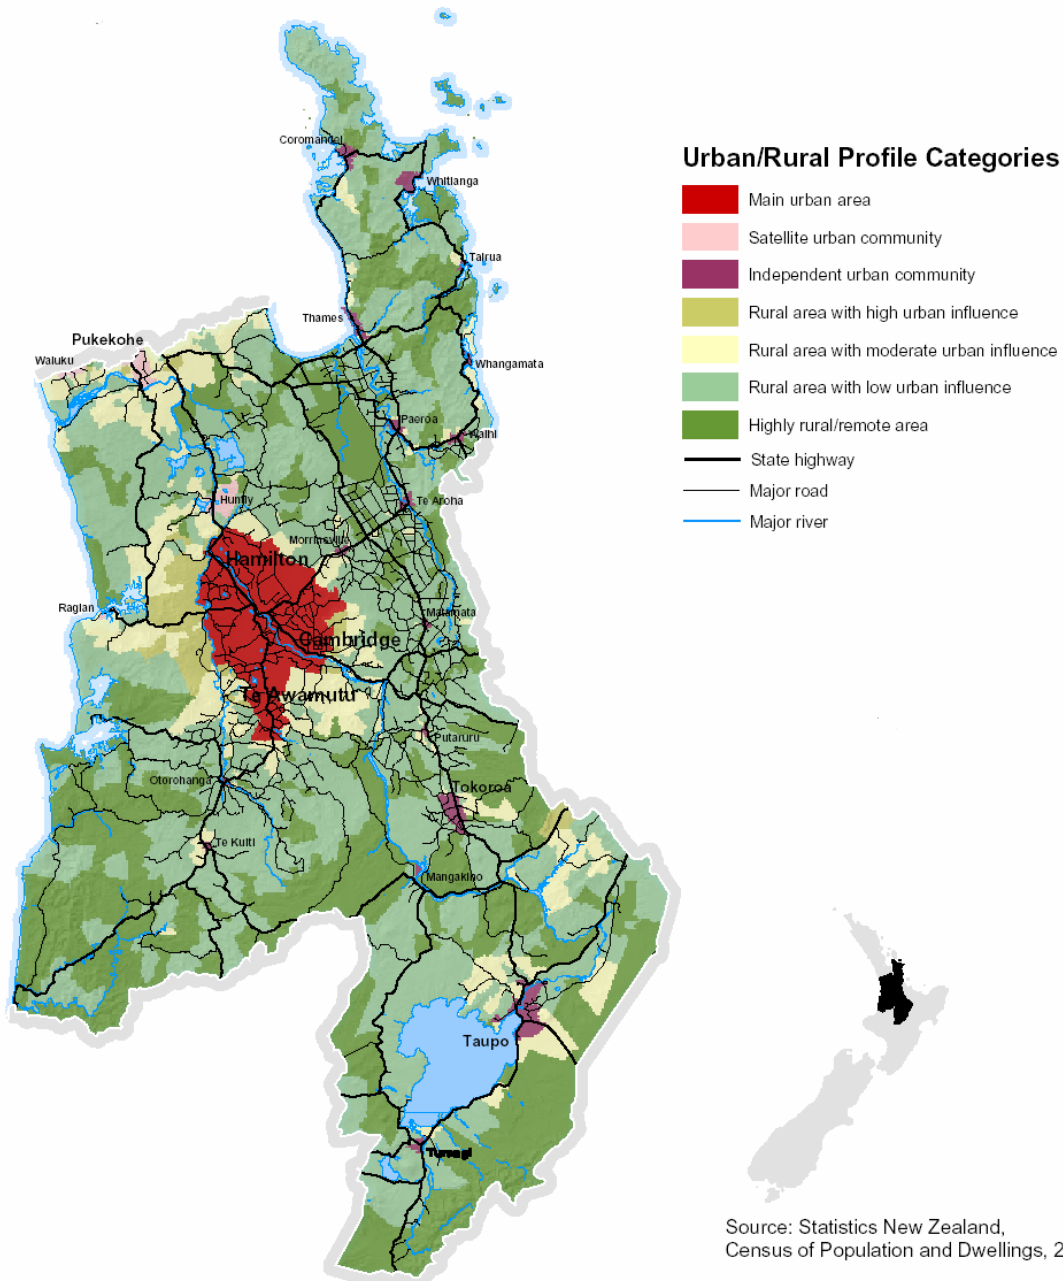 Coromandel
Whitianga
Tairua
Thames
Pukekohe
Waiuku
Whangamata
Paeroa
Waihi
Huntly
Te Aroha
Morrinsville
Hamilton
Raglan
Matamata
Cambridge
Te Awamutu
Putaruru
Otorohanga
Tokoroa
Te Kuiti
Mangakino
Taupo
Turangi
Urban/Rural Profile Categories
Main urban area
Satellite urban community
Independent urban community
Rural area with high urban influence
Rural area with moderate urban influence
Rural area with low urban influence
Highly rural/remote area
State highway
Major road
Major river
Source: Statistics New Zealand,
Census of Population and Dwellings, 2